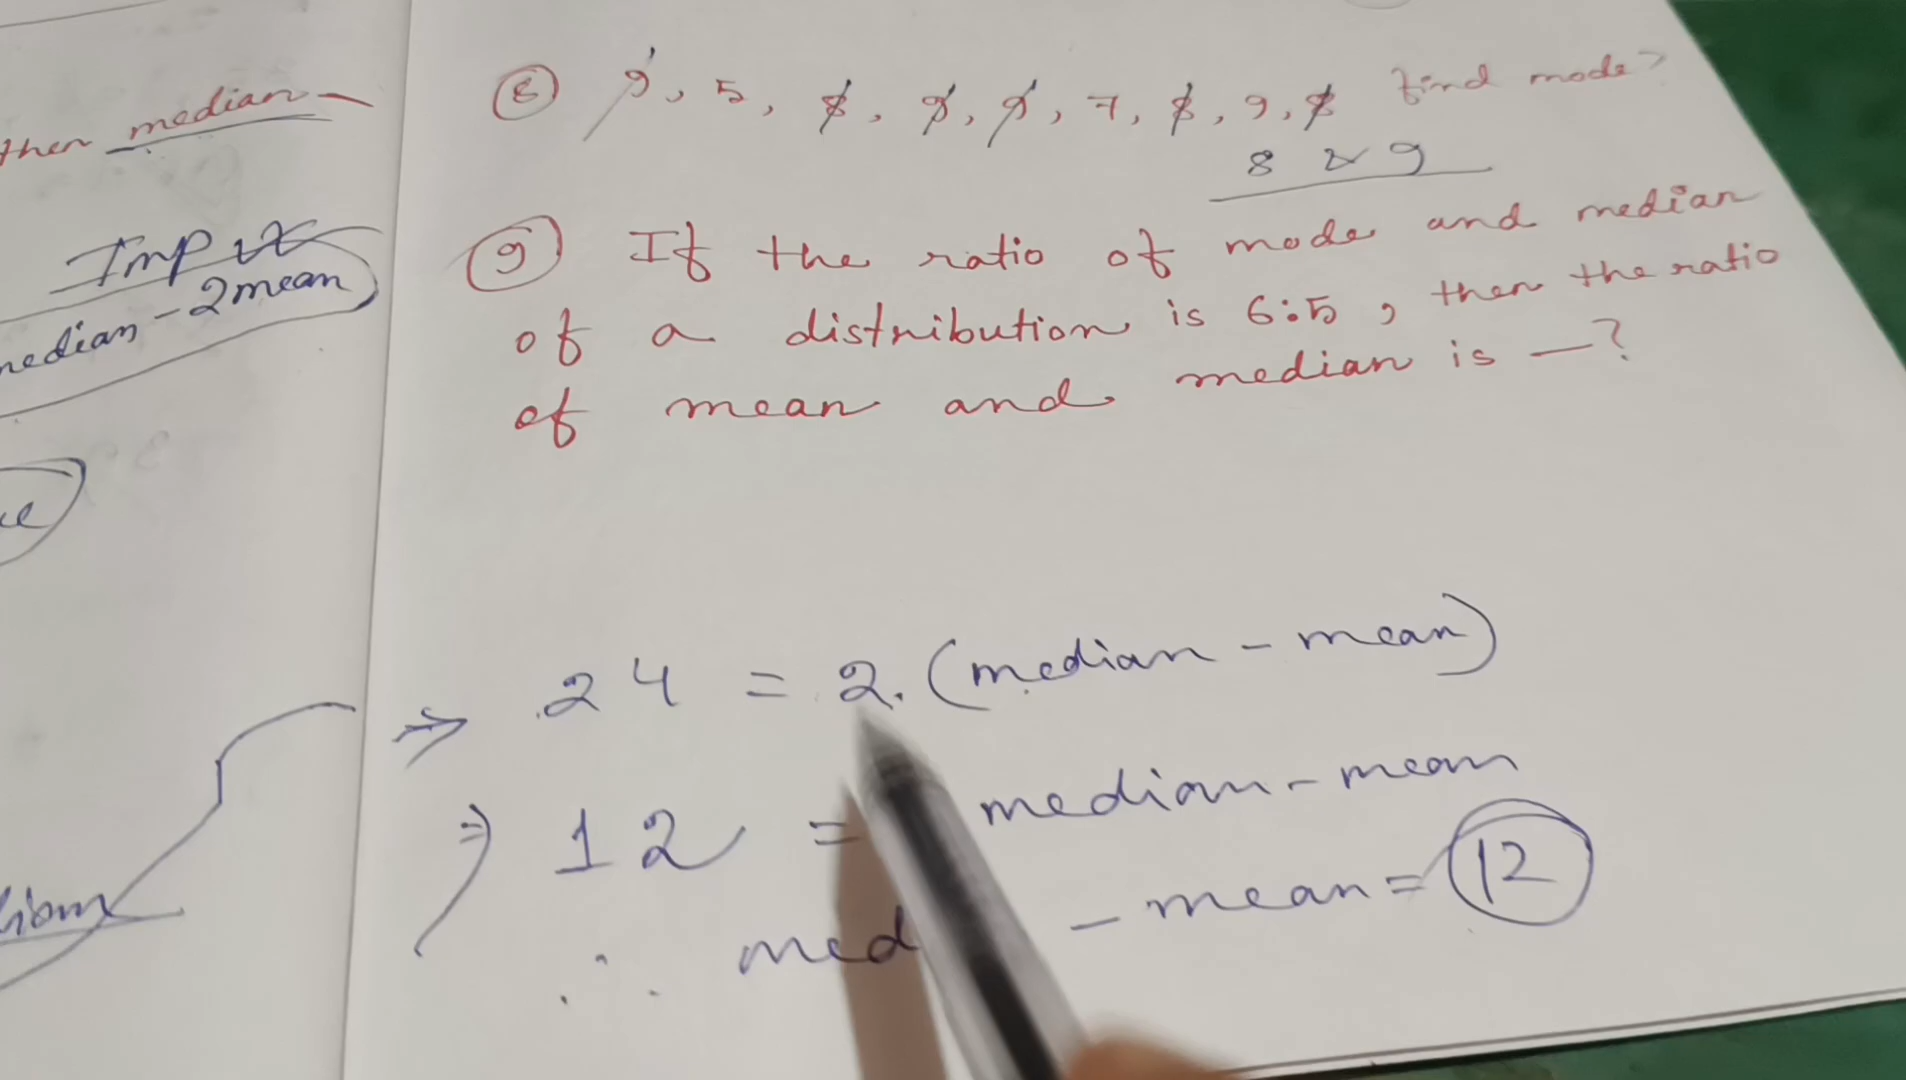 then median —
Imp
median - 2mean
⑧ 9, 5, 8, 9, 9, 7, 8, 9, 8 find mode?
8 & 9
⑨ If the ratio of mode and median
of a distribution is 6:5, then the ratio
of mean and median is —?
⇒ 24 = 2. (median - mean)
⇒ 12 = median - mean
∴ med - mean = 12